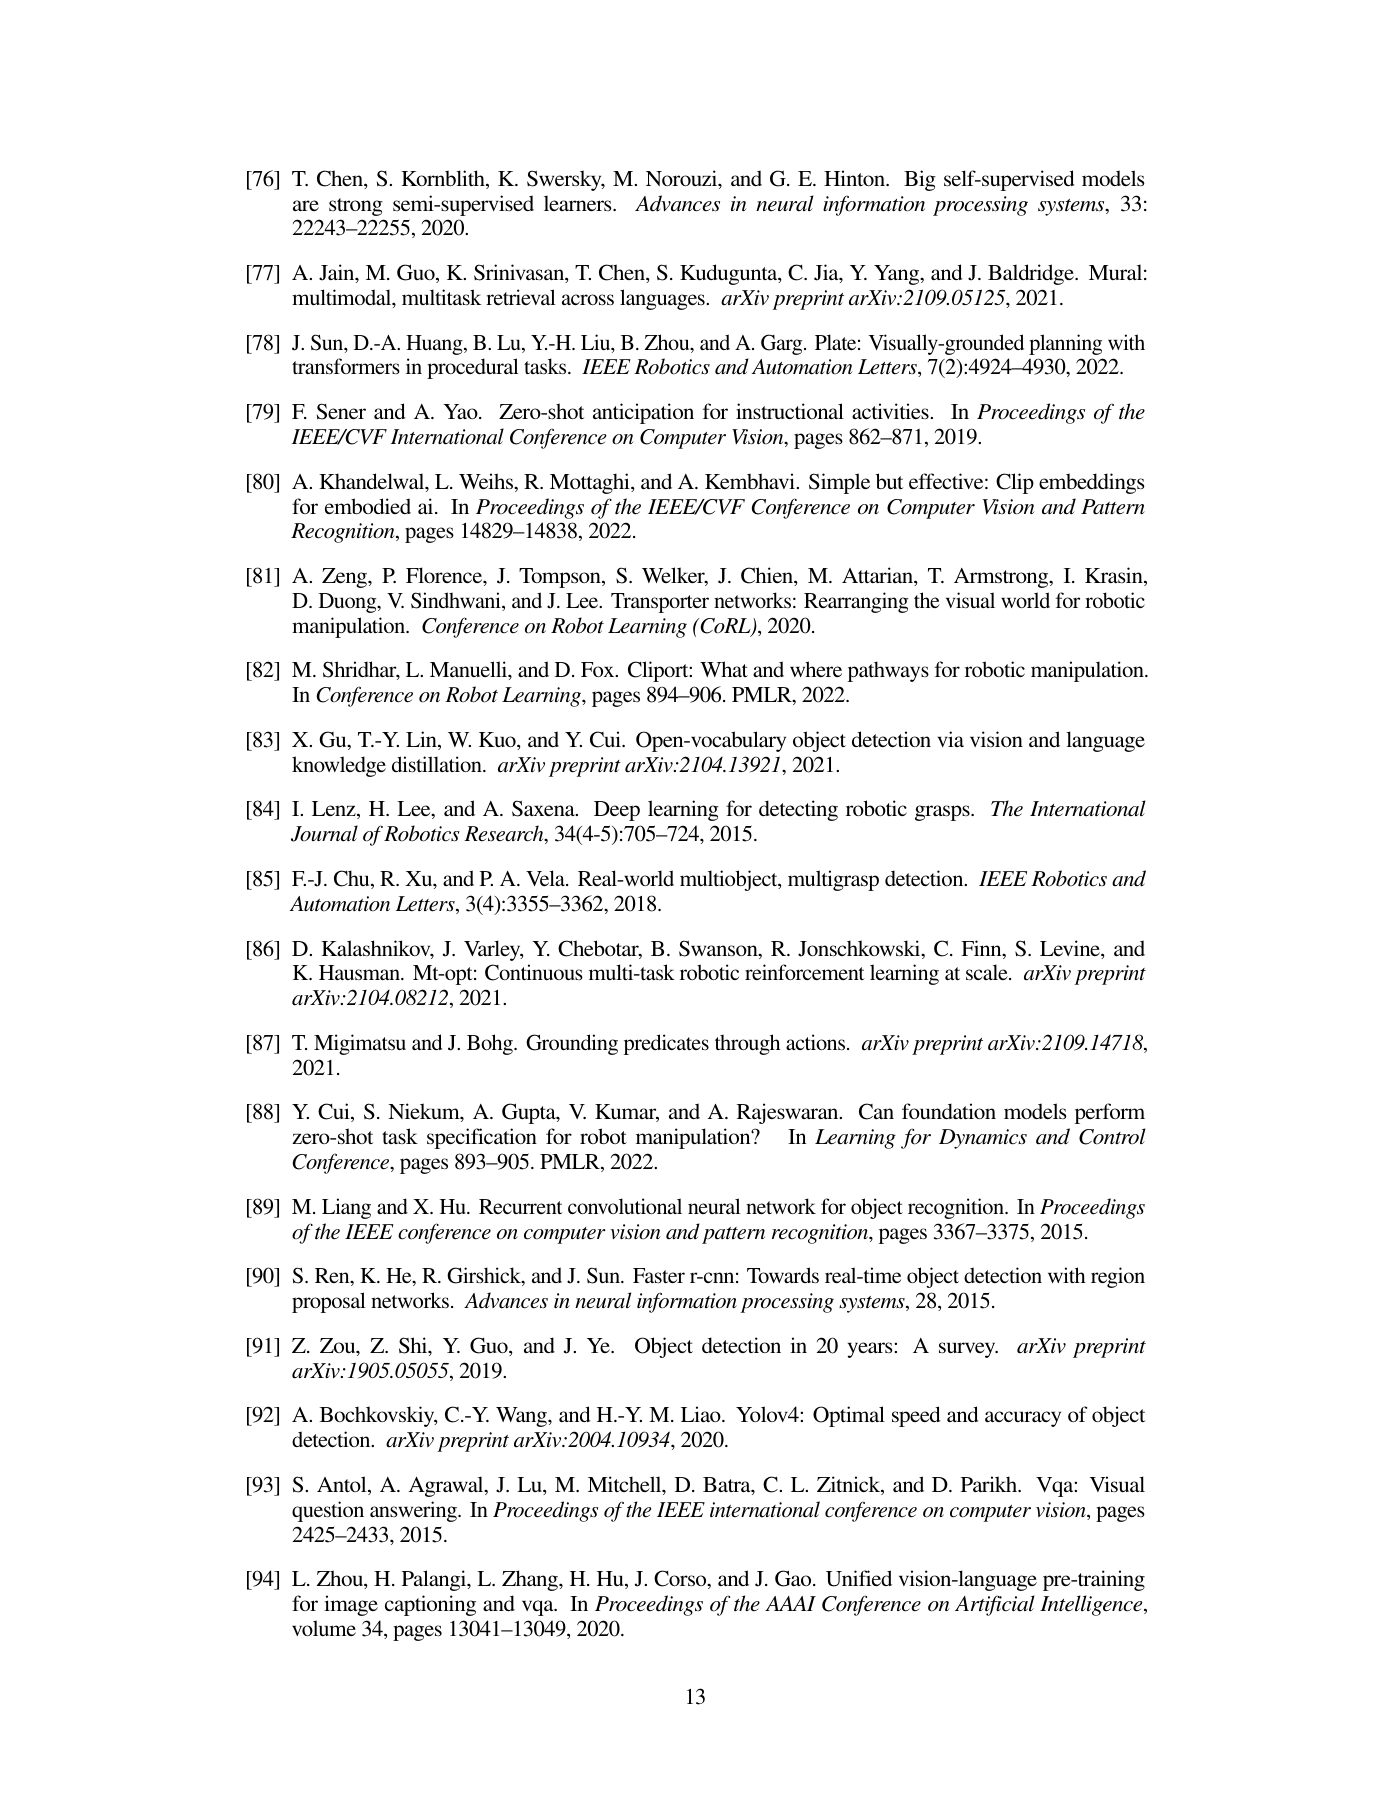 [76] T. Chen, S. Kornblith, K. Swersky, M. Norouzi, and G. E. Hinton. Big self-supervised models
are strong semi-supervised learners. Advances in neural information processing systems, 33:
22243–22255, 2020.
[77] A. Jain, M. Guo, K. Srinivasan, T. Chen, S. Kudugunta, C. Jia, Y. Yang, and J. Baldridge. Mural:
multimodal, multitask retrieval across languages. arXiv preprint arXiv:2109.05125, 2021.
[78] J. Sun, D.-A. Huang, B. Lu, Y.-H. Liu, B. Zhou, and A. Garg. Plate: Visually-grounded planning with
transformers in procedural tasks. IEEE Robotics and Automation Letters, 7(2):4924–4930, 2022.
[79] F. Sener and A. Yao. Zero-shot anticipation for instructional activities. In Proceedings of the
IEEE/CVF International Conference on Computer Vision, pages 862–871, 2019.
[80] A. Khandelwal, L. Weihs, R. Mottaghi, and A. Kembhavi. Simple but effective: Clip embeddings
for embodied ai. In Proceedings of the IEEE/CVF Conference on Computer Vision and Pattern
Recognition, pages 14829–14838, 2022.
[81] A. Zeng, P. Florence, J. Tompson, S. Welker, J. Chien, M. Attarian, T. Armstrong, I. Krasin,
D. Duong, V. Sindhwani, and J. Lee. Transporter networks: Rearranging the visual world for robotic
manipulation. Conference on Robot Learning (CoRL), 2020.
[82] M. Shridhar, L. Manuelli, and D. Fox. Cliport: What and where pathways for robotic manipulation.
In Conference on Robot Learning, pages 894–906. PMLR, 2022.
[83] X. Gu, T.-Y. Lin, W. Kuo, and Y. Cui. Open-vocabulary object detection via vision and language
knowledge distillation. arXiv preprint arXiv:2104.13921, 2021.
[84] I. Lenz, H. Lee, and A. Saxena. Deep learning for detecting robotic grasps. The International
Journal of Robotics Research, 34(4-5):705–724, 2015.
[85] F.-J. Chu, R. Xu, and P. A. Vela. Real-world multiobject, multigrasp detection. IEEE Robotics and
Automation Letters, 3(4):3355–3362, 2018.
[86] D. Kalashnikov, J. Varley, Y. Chebotar, B. Swanson, R. Jonschkowski, C. Finn, S. Levine, and
K. Hausman. Mt-opt: Continuous multi-task robotic reinforcement learning at scale. arXiv preprint
arXiv:2104.08212, 2021.
[87] T. Migimatsu and J. Bohg. Grounding predicates through actions. arXiv preprint arXiv:2109.14718,
2021.
[88] Y. Cui, S. Niekum, A. Gupta, V. Kumar, and A. Rajeswaran. Can foundation models perform
zero-shot task specification for robot manipulation? In Learning for Dynamics and Control
Conference, pages 893–905. PMLR, 2022.
[89] M. Liang and X. Hu. Recurrent convolutional neural network for object recognition. In Proceedings
of the IEEE conference on computer vision and pattern recognition, pages 3367–3375, 2015.
[90] S. Ren, K. He, R. Girshick, and J. Sun. Faster r-cnn: Towards real-time object detection with region
proposal networks. Advances in neural information processing systems, 28, 2015.
[91] Z. Zou, Z. Shi, Y. Guo, and J. Ye. Object detection in 20 years: A survey. arXiv preprint
arXiv:1905.05055, 2019.
[92] A. Bochkovskiy, C.-Y. Wang, and H.-Y. M. Liao. Yolov4: Optimal speed and accuracy of object
detection. arXiv preprint arXiv:2004.10934, 2020.
[93] S. Antol, A. Agrawal, J. Lu, M. Mitchell, D. Batra, C. L. Zitnick, and D. Parikh. Vqa: Visual
question answering. In Proceedings of the IEEE international conference on computer vision, pages
2425–2433, 2015.
[94] L. Zhou, H. Palangi, L. Zhang, H. Hu, J. Corso, and J. Gao. Unified vision-language pre-training
for image captioning and vqa. In Proceedings of the AAAI Conference on Artificial Intelligence,
volume 34, pages 13041–13049, 2020.
13